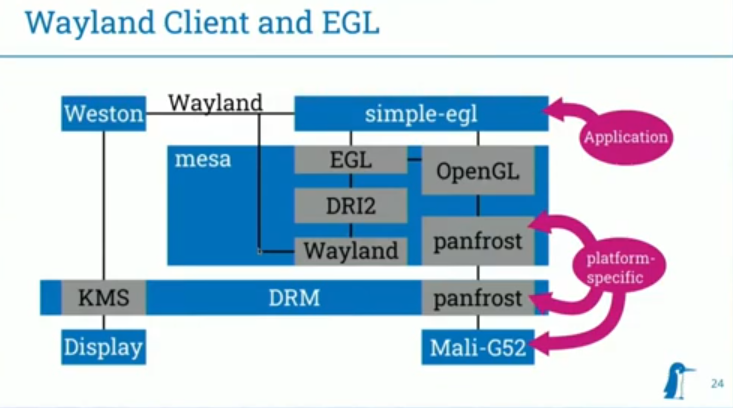 Wayland Client and EGL
Weston
Wayland
simple-egl
Application
mesa
EGL
OpenGL
DRI2
Wayland
panfrost
platform-
specific
KMS
DRM
panfrost
Display
Mali-G52
24